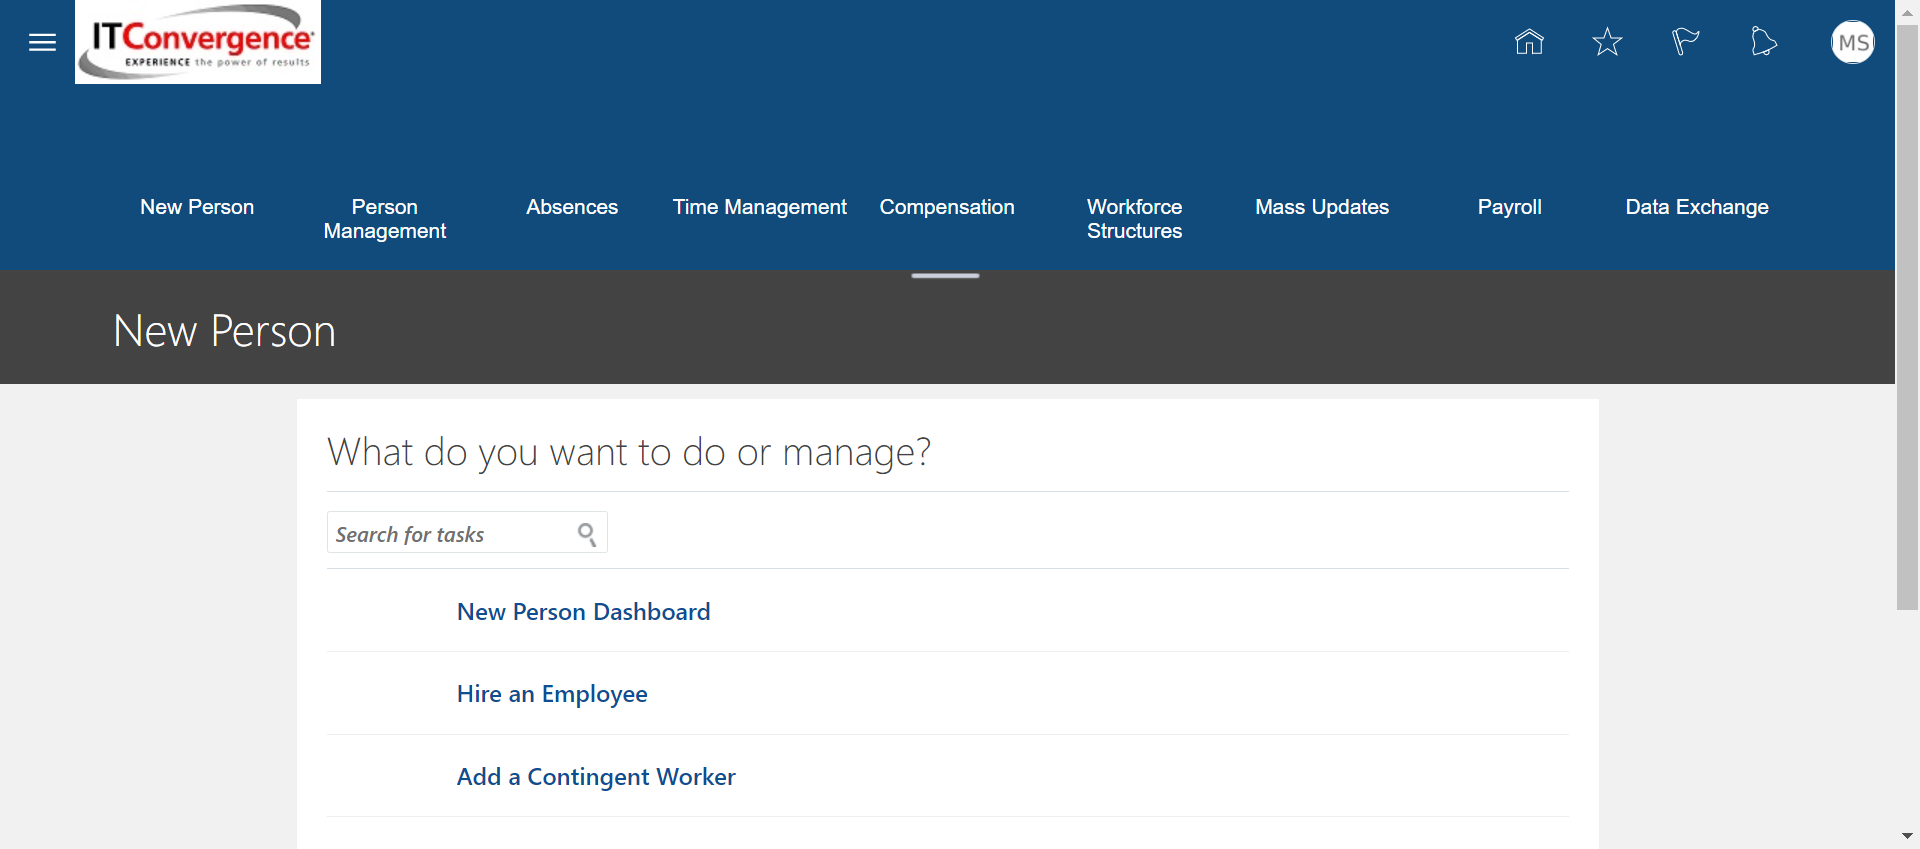 ITConvergence
EXPERIENCE the power of results
MS
New Person
Person
Management
Absences
Time Management
Compensation
Workforce
Structures
Mass Updates
Payroll
Data Exchange
New Person
What do you want to do or manage?
Search for tasks
New Person Dashboard
Hire an Employee
Add a Contingent Worker